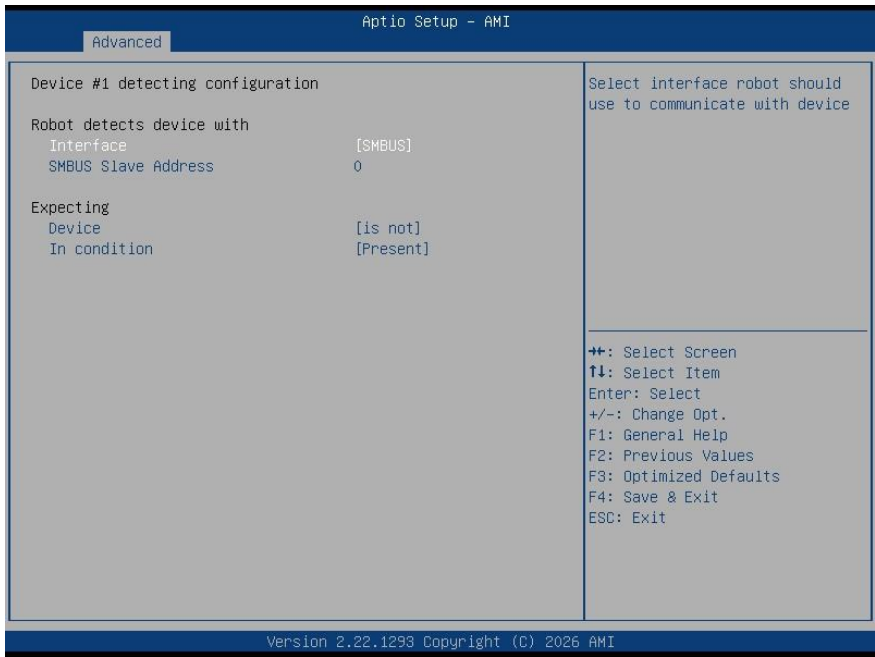 Aptio Setup – AMI
Advanced
Device #1 detecting configuration
Robot detects device with
Interface [SMBUS]
SMBUS Slave Address 0
Expecting
Device [is not]
In condition [Present]
Select interface robot should
use to communicate with device
→←: Select Screen
↑↓: Select Item
Enter: Select
+/-: Change Opt.
F1: General Help
F2: Previous Values
F3: Optimized Defaults
F4: Save & Exit
ESC: Exit
Version 2.22.1293 Copyright (C) 2026 AMI